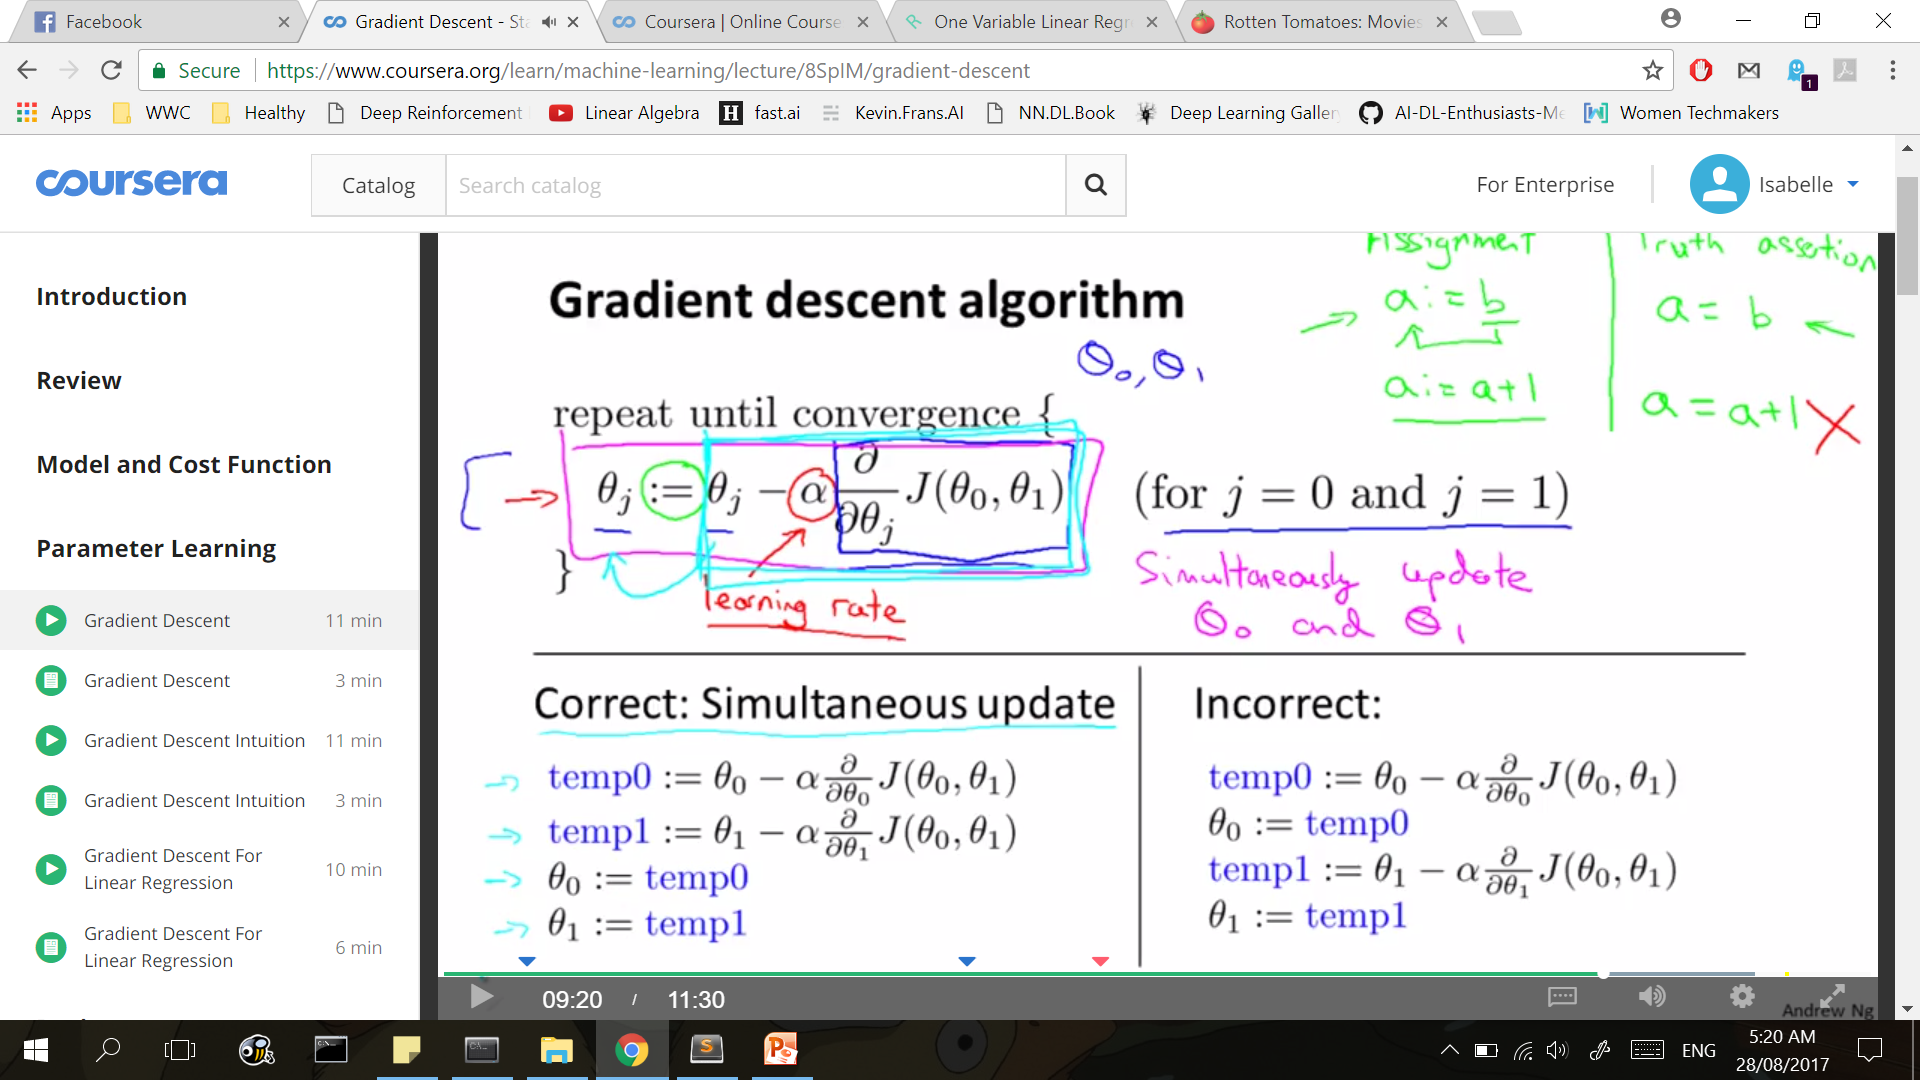 Facebook
Gradient Descent - Sta
Coursera | Online Course
One Variable Linear Regr
Rotten Tomatoes: Movies
Secure
https://www.coursera.org/learn/machine-learning/lecture/8SpIM/gradient-descent
1
Apps
WWC
Healthy
Deep Reinforcement
Linear Algebra
H
fast.ai
Kevin.Frans.AI
NN.DL.Book
Deep Learning Galler
AI-DL-Enthusiasts-Me
[W]
Women Techmakers
coursera
Catalog
Search catalog
For Enterprise
Isabelle
Introduction
Review
Model and Cost Function
Parameter Learning
Gradient Descent 11 min
Gradient Descent 3 min
Gradient Descent Intuition 11 min
Gradient Descent Intuition 3 min
Gradient Descent For
Linear Regression 10 min
Gradient Descent For
Linear Regression 6 min
Assignment
Truth assertion
a := b
a = b
a := a+1
a = a+1 X
Gradient descent algorithm
θ₀, θ₁
repeat until convergence {
θⱼ := θⱼ − α ∂/∂θⱼ J(θ₀, θ₁) (for j = 0 and j = 1)
}
learning rate
Simultaneously update
θ₀ and θ₁
Correct: Simultaneous update
temp0 := θ₀ − α ∂/∂θ₀ J(θ₀, θ₁)
temp1 := θ₁ − α ∂/∂θ₁ J(θ₀, θ₁)
θ₀ := temp0
θ₁ := temp1
Incorrect:
temp0 := θ₀ − α ∂/∂θ₀ J(θ₀, θ₁)
θ₀ := temp0
temp1 := θ₁ − α ∂/∂θ₁ J(θ₀, θ₁)
θ₁ := temp1
09:20 / 11:30
Andrew Ng
ENG
5:20 AM
28/08/2017